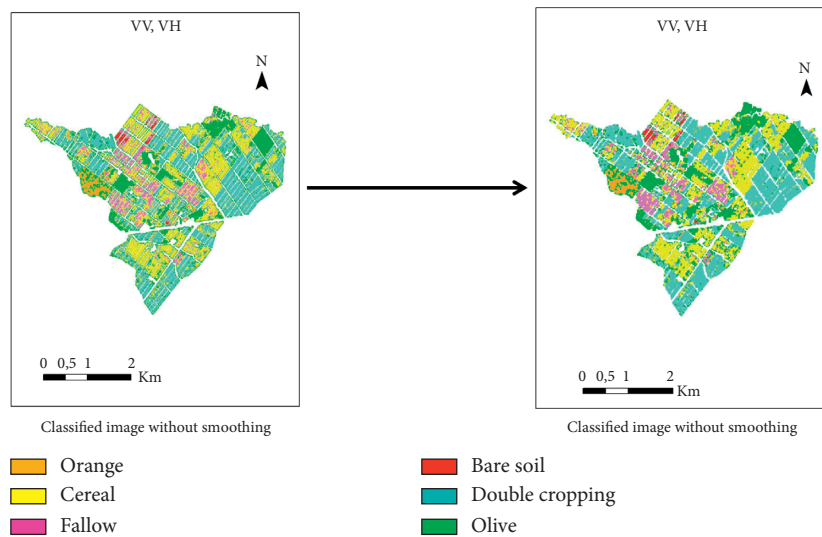 VV, VH
N
0 0,5 1 2
Km
Classified image without smoothing
VV, VH
N
0 0,5 1 2
Km
Classified image without smoothing
Orange
Cereal
Fallow
Bare soil
Double cropping
Olive